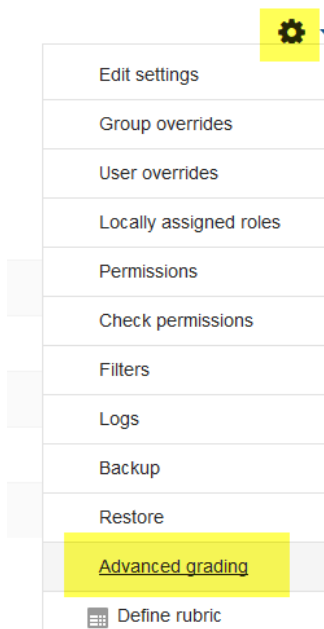 Edit settings
Group overrides
User overrides
Locally assigned roles
Permissions
Check permissions
Filters
Logs
Backup
Restore
Advanced grading
Define rubric